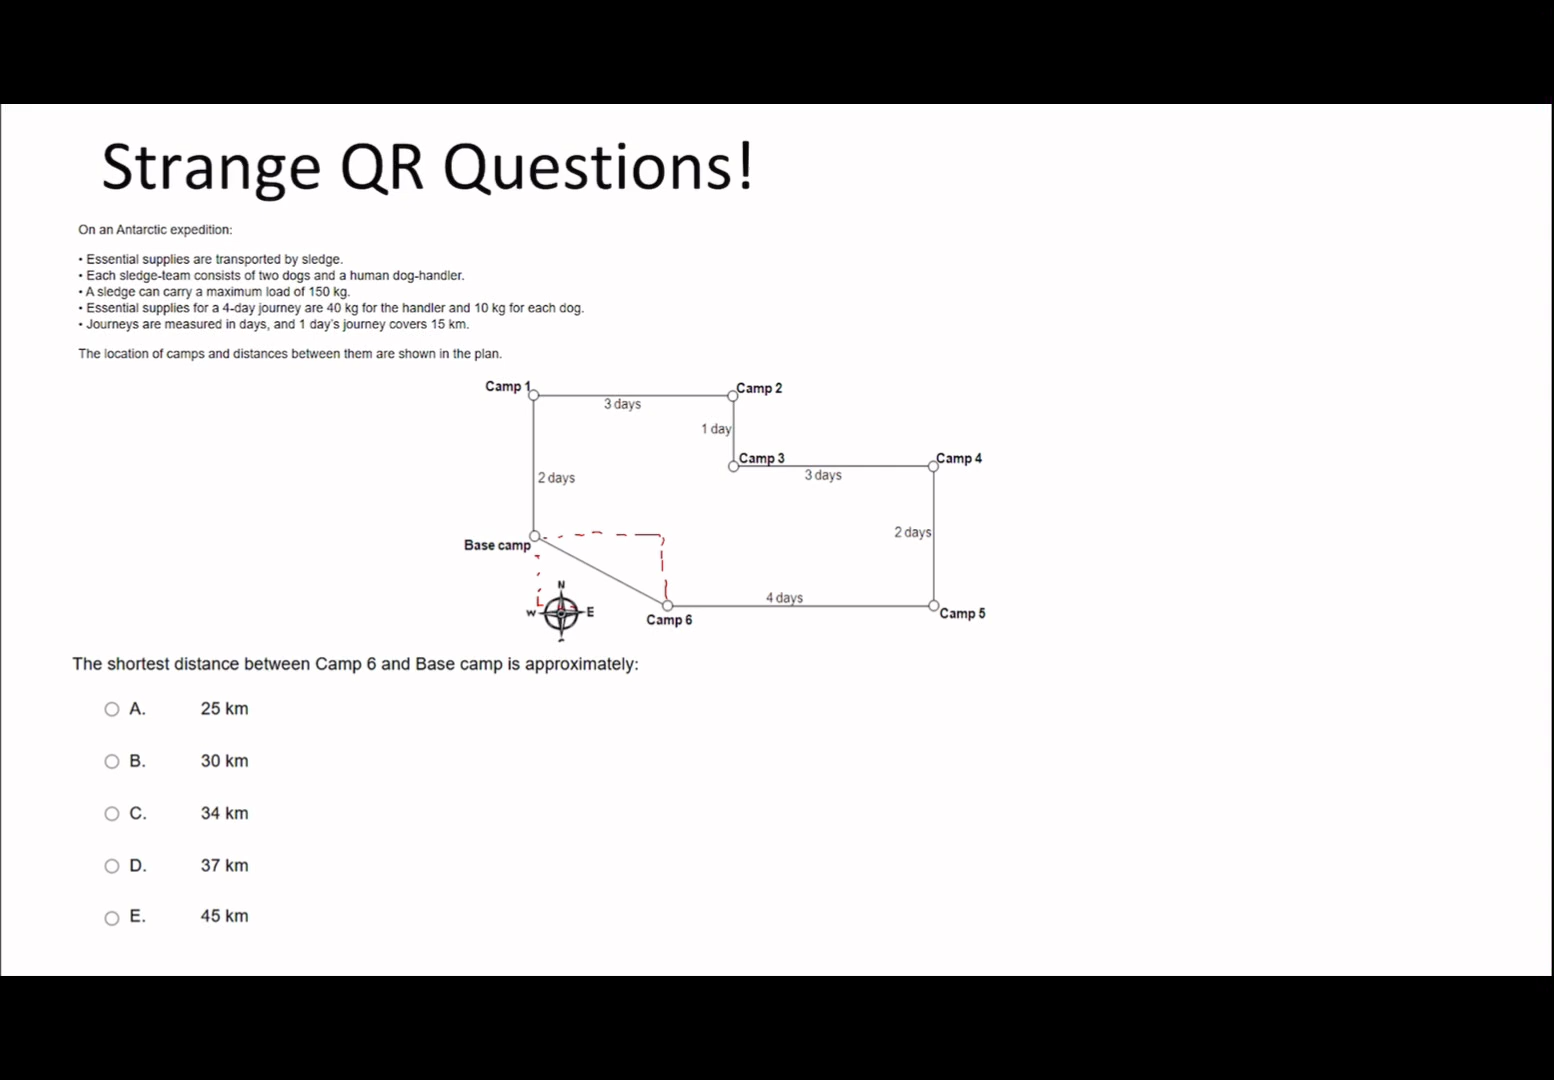 Strange QR Questions!
On an Antarctic expedition:
• Essential supplies are transported by sledge.
• Each sledge-team consists of two dogs and a human dog-handler.
• A sledge can carry a maximum load of 150 kg.
• Essential supplies for a 4-day journey are 40 kg for the handler and 10 kg for each dog.
• Journeys are measured in days, and 1 day's journey covers 15 km.
The location of camps and distances between them are shown in the plan.
Camp 1
Camp 2
3 days
1 day
Camp 3
Camp 4
3 days
2 days
2 days
Base camp
N
W
E
4 days
Camp 6
Camp 5
The shortest distance between Camp 6 and Base camp is approximately:
A. 25 km
B. 30 km
C. 34 km
D. 37 km
E. 45 km